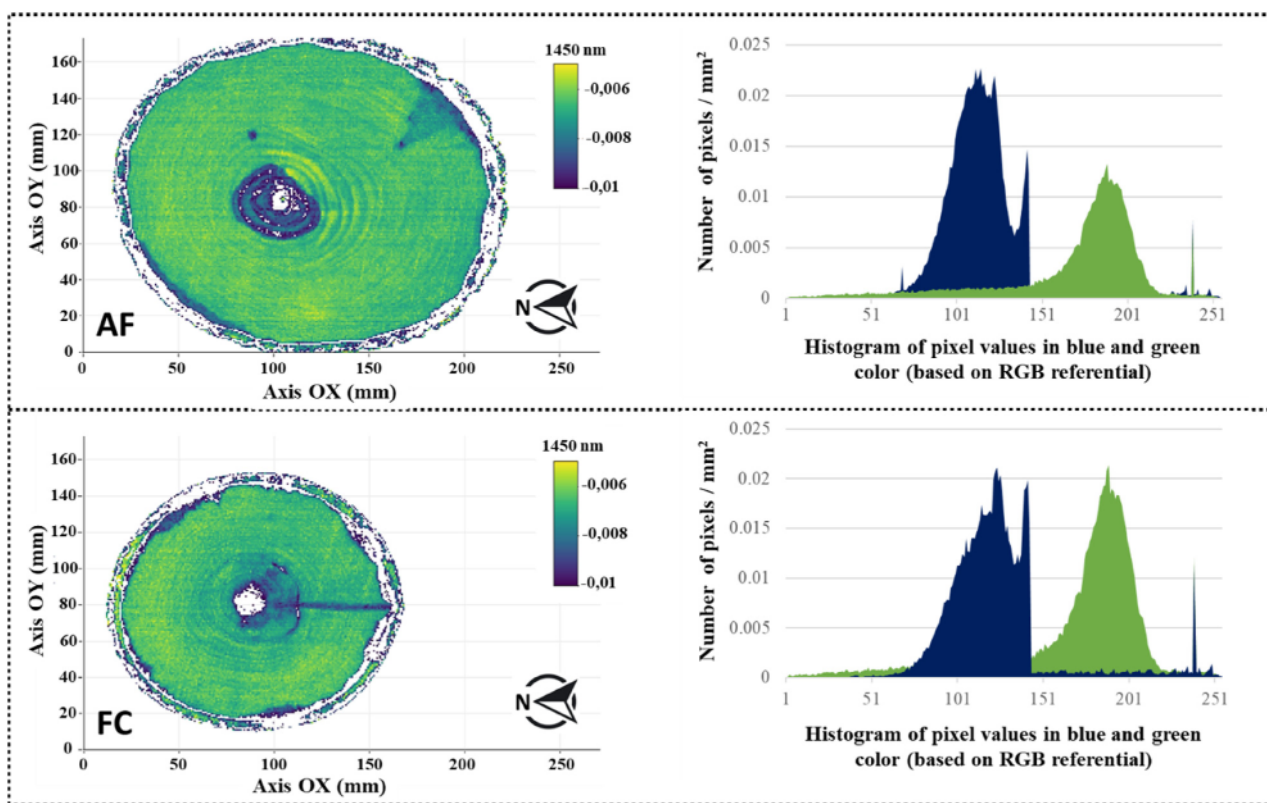 1450 nm
-0,006
-0,008
-0,01
Axis OY (mm)
160
140
120
100
80
60
40
20
0
AF
N
0 50 100 150 200 250
Axis OX (mm)
Number of pixels / mm²
0.025
0.02
0.015
0.01
0.005
0
1 51 101 151 201 251
Histogram of pixel values in blue and green
color (based on RGB referential)
1450 nm
-0,006
-0,008
-0,01
Axis OY (mm)
160
140
120
100
80
60
40
20
0
FC
N
0 50 100 150 200 250
Axis OX (mm)
Number of pixels / mm²
0.025
0.02
0.015
0.01
0.005
0
1 51 101 151 201 251
Histogram of pixel values in blue and green
color (based on RGB referential)